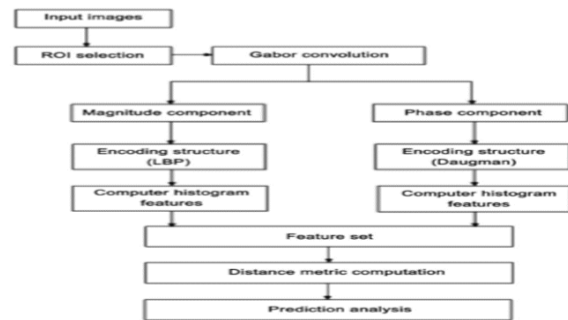 Input images
ROI selection
Gabor convolution
Magnitude component
Phase component
Encoding structure
(LBP)
Encoding structure
(Daugman)
Computer histogram
features
Computer histogram
features
Feature set
Distance metric computation
Prediction analysis